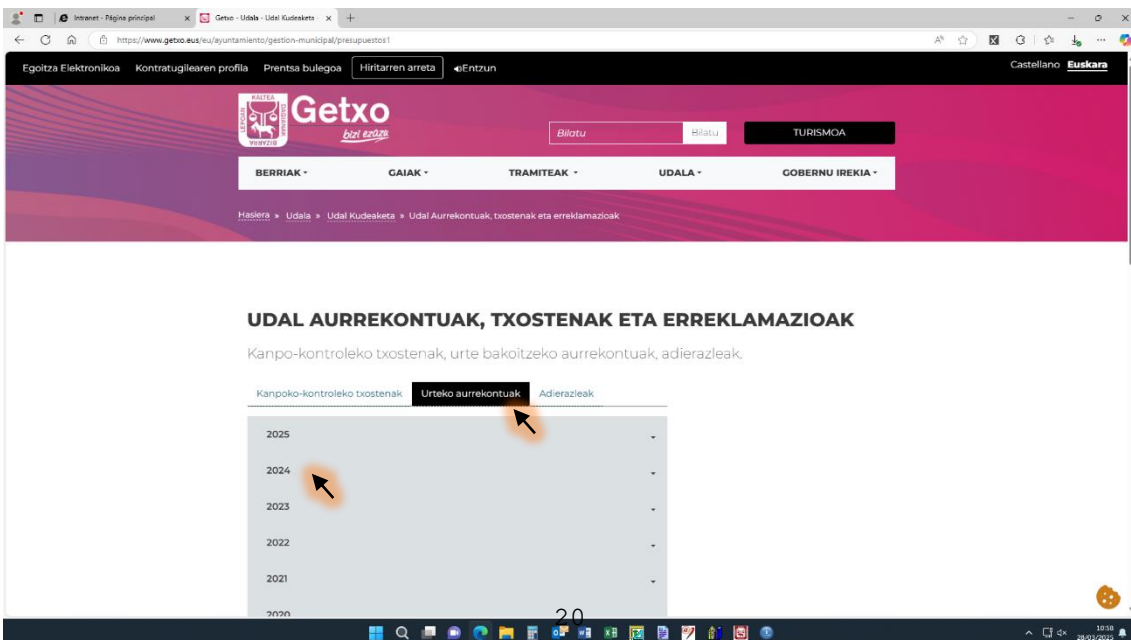 Intranet - Página principal
Getxo - Udala - Udal Kudeaketa -
https://www.getxo.eus/eu/ayuntamiento/gestion-municipal/presupuestos1
Egoitza Elektronikoa Kontratugilearen profila Prentsa bulegoa Hiritarren arreta Entzun Castellano Euskara
Getxo
bizi ezazu
Bilatu Bilatu TURISMOA
BERRIAK GAIAK TRAMITEAK UDALA GOBERNU IREKIA
Hasiera » Udala » Udal Kudeaketa » Udal Aurrekontuak, txostenak eta erreklamazioak
UDAL AURREKONTUAK, TXOSTENAK ETA ERREKLAMAZIOAK
Kanpo-kontroleko txostenak, urte bakoitzeko aurrekontuak, adierazleak.
Kanpoko-kontroleko txostenak Urteko aurrekontuak Adierazleak
2025
2024
2023
2022
2021
2020
20
10:58
28/03/2025